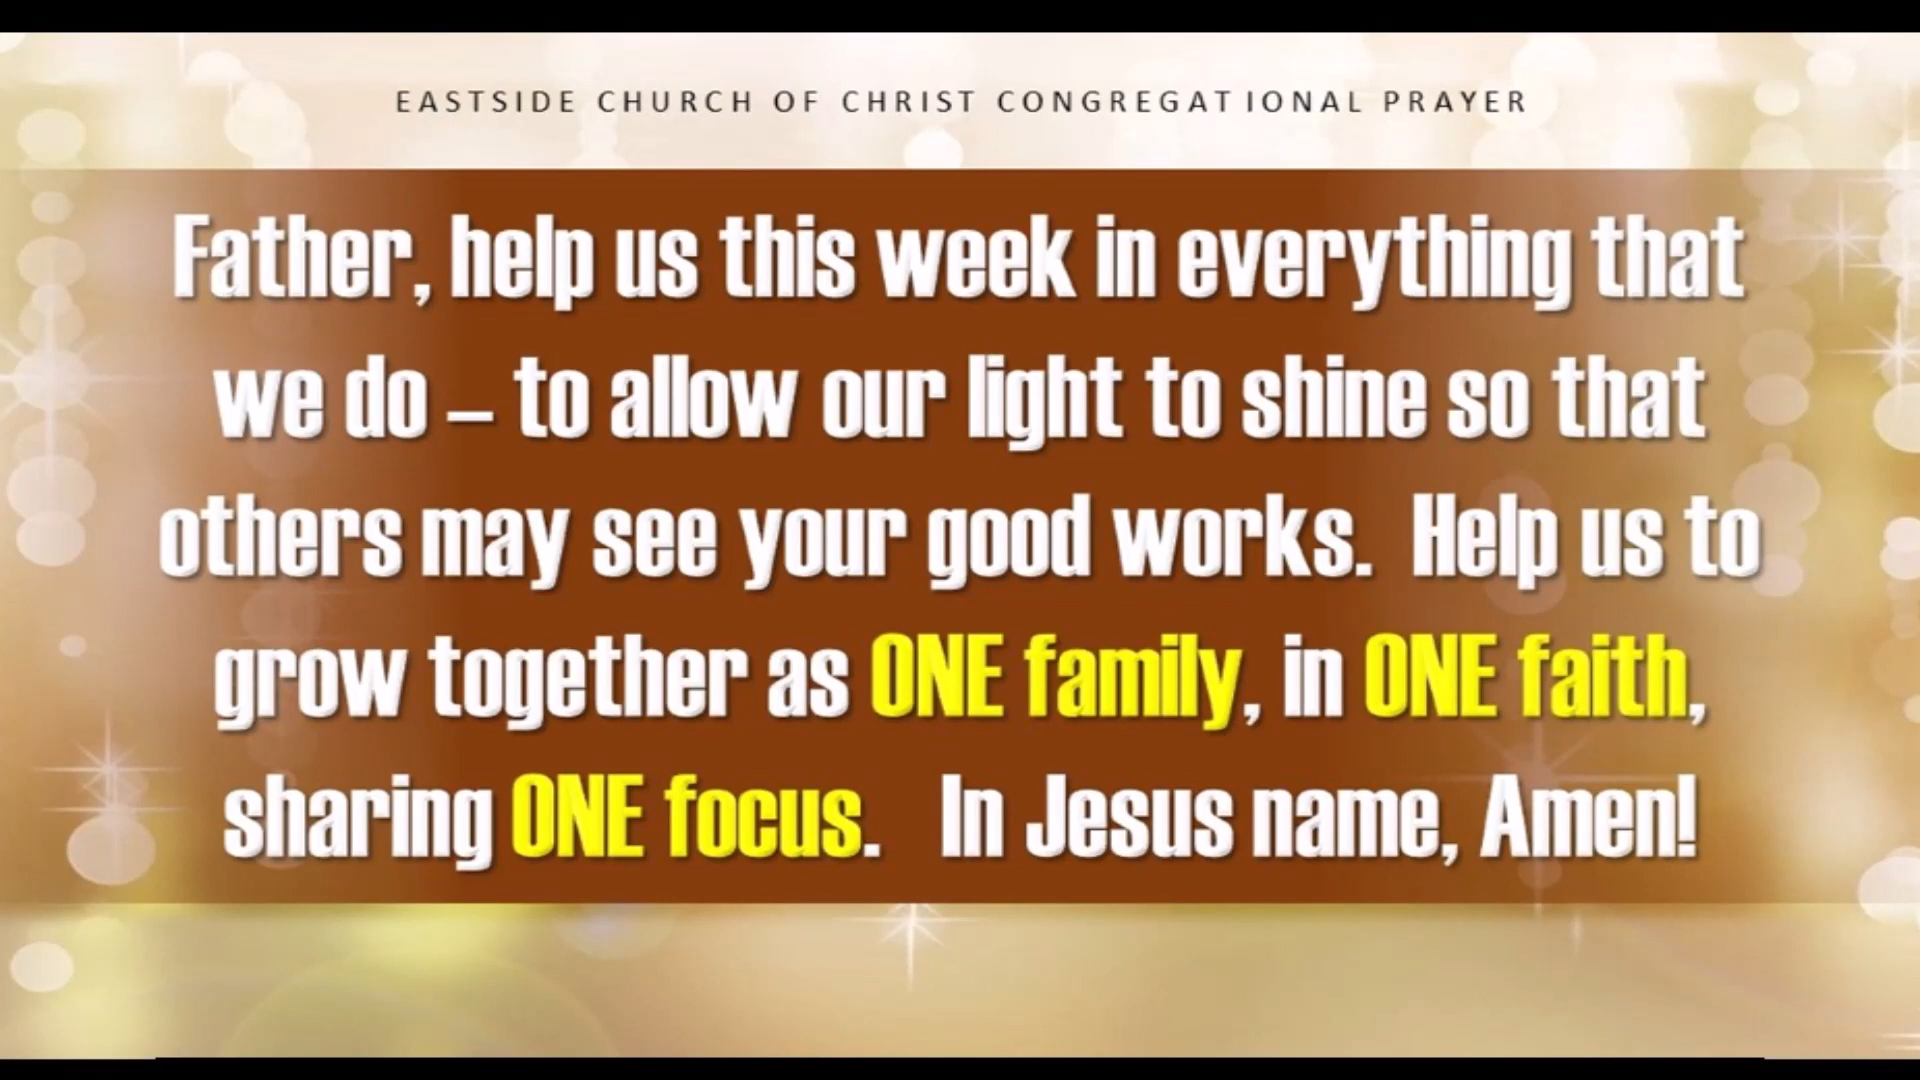 EASTSIDE CHURCH OF CHRIST CONGREGATIONAL PRAYER
Father, help us this week in everything that
we do – to allow our light to shine so that
others may see your good works. Help us to
grow together as ONE family, in ONE faith,
sharing ONE focus. In Jesus name, Amen!